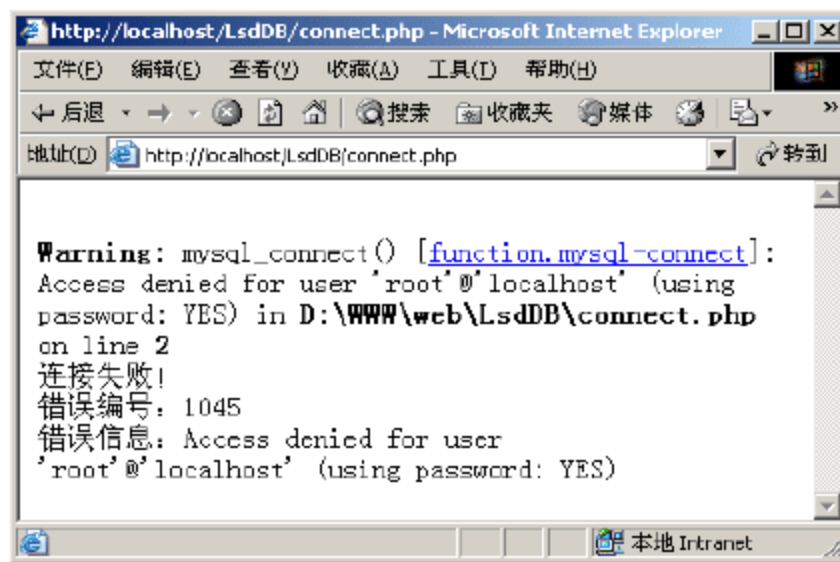 http://localhost/LsdDB/connect.php - Microsoft Internet Explorer
文件(F) 编辑(E) 查看(V) 收藏(A) 工具(T) 帮助(H)
后退 搜索 收藏夹 媒体 »
地址(D) http://localhost/LsdDB/connect.php 转到
Warning: mysql_connect() [function.mysql-connect]:
Access denied for user 'root'@'localhost' (using
password: YES) in D:\WWW\web\LsdDB\connect.php
on line 2
连接失败!
错误编号：1045
错误信息：Access denied for user
'root'@'localhost' (using password: YES)
本地 Intranet